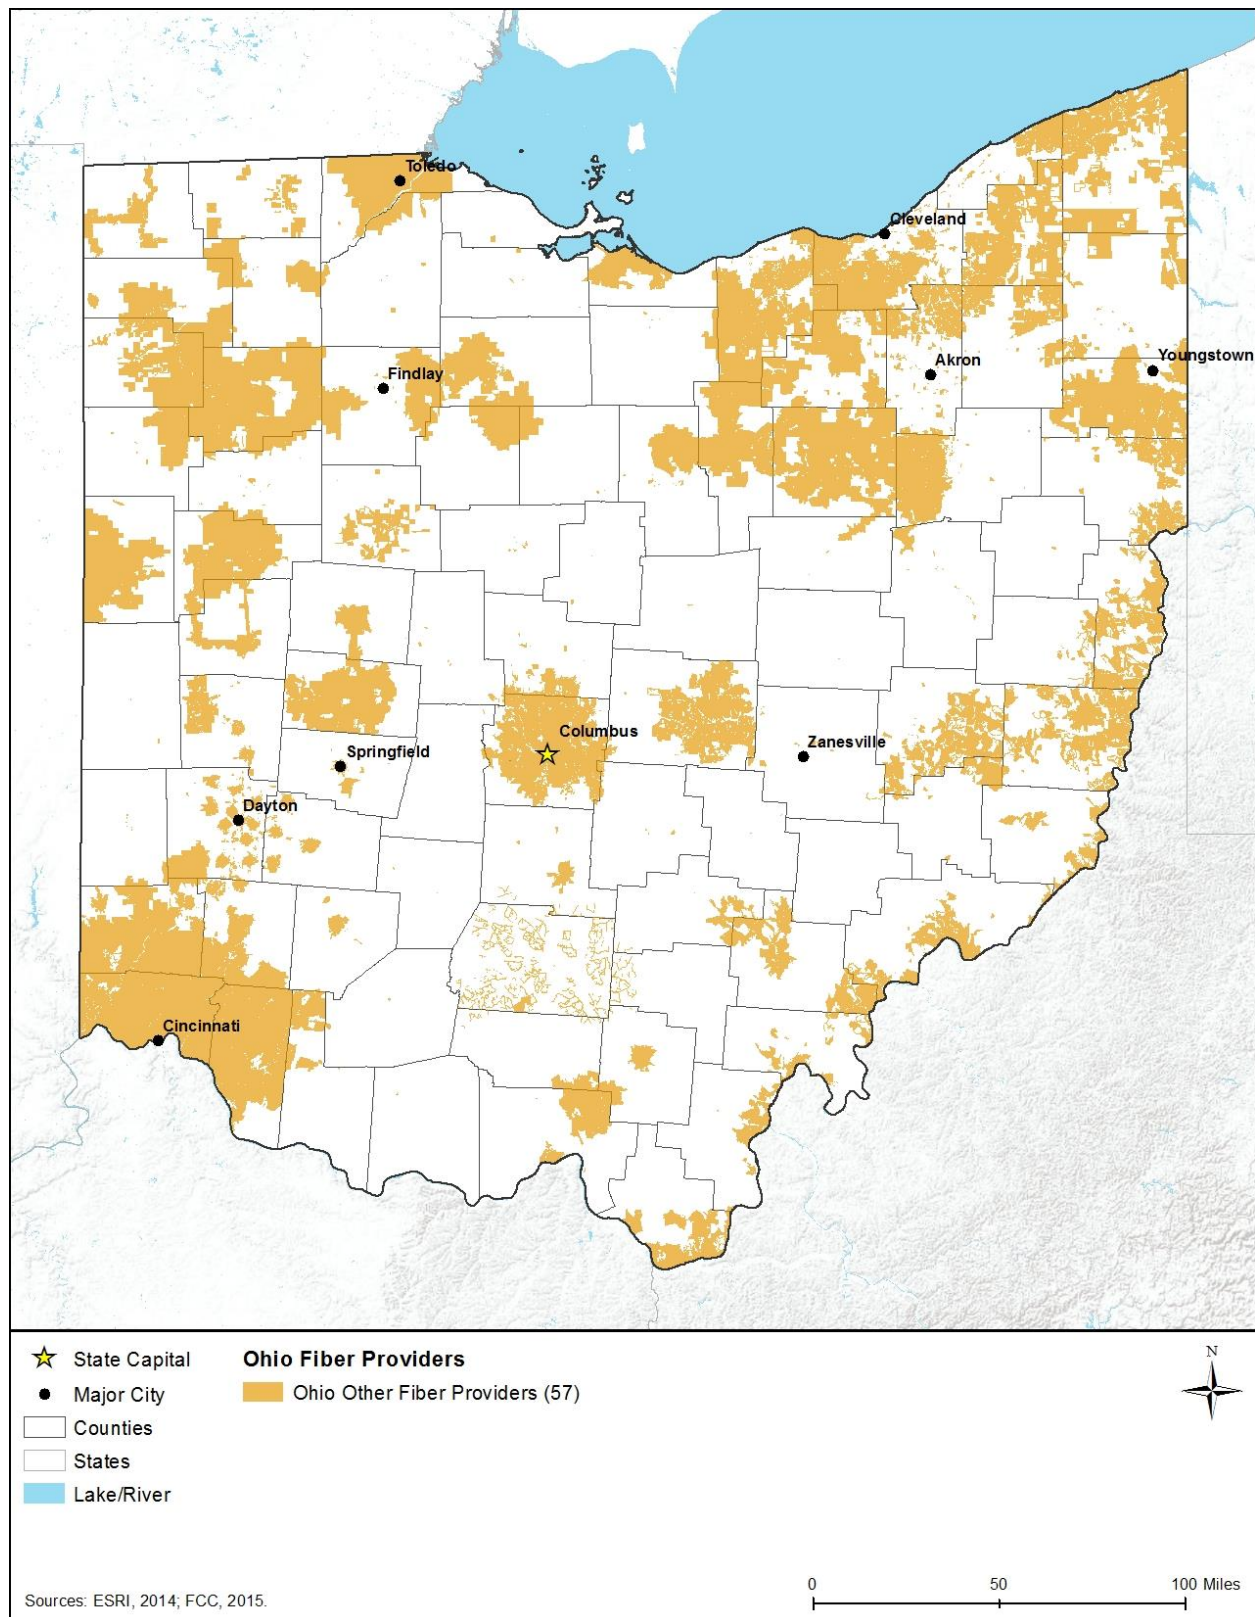 Toledo
Cleveland
Findlay
Akron
Youngstown
Columbus
Springfield
Zanesville
Dayton
Cincinnati
State Capital
Major City
Counties
States
Lake/River
Ohio Fiber Providers
Ohio Other Fiber Providers (57)
N
0 50 100 Miles
Sources: ESRI, 2014; FCC, 2015.